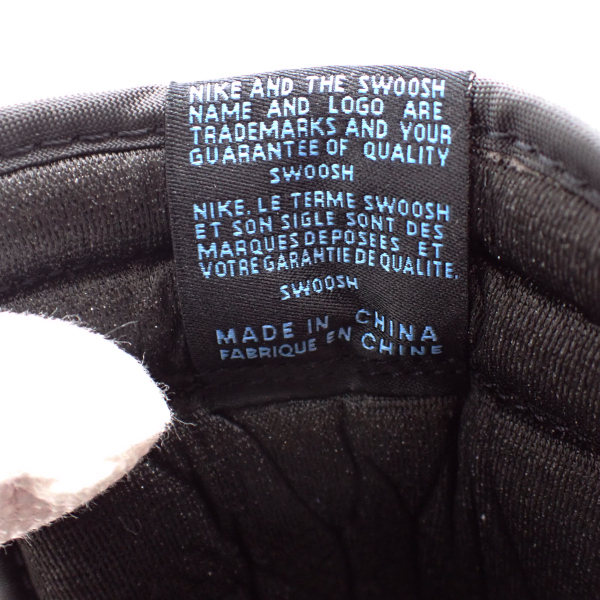 NIKE AND THE SWOOSH
NAME AND LOGO ARE
TRADEMARKS AND YOUR
GUARANTEE OF QUALITY
SWOOSH
NIKE, LE TERME SWOOSH
ET SON SIGLE SONT DES
MARQUES DEPOSEES ET
VOTRE GARANTIE DE QUALITE.
SWOOSH
MADE IN CHINA
FABRIQUE EN CHINE